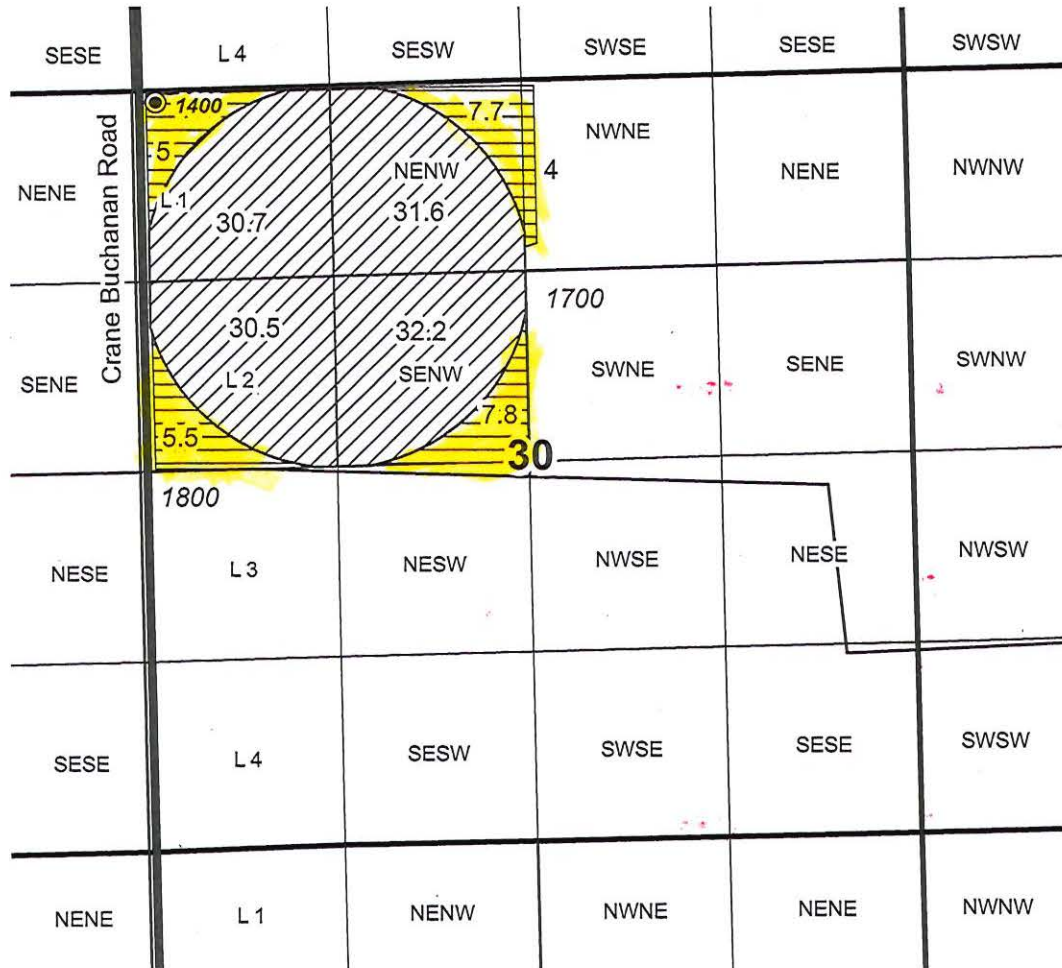 SESE L 4 SESW SWSE SESE SWSW
Crane Buchanan Road
1400 7.7 NWNE
5 4
NENE L 1 NENW NENE NWNW
30.7 31.6
1700
30.5 32.2
SENE L 2 SENW SWNE SENE SWNW
5.5 7.8
30
1800
NESE L 3 NESW NWSE NESE NWSW
SESE L 4 SESW SWSE SESE SWSW
NENE L 1 NENW NWNE NENE NWNW